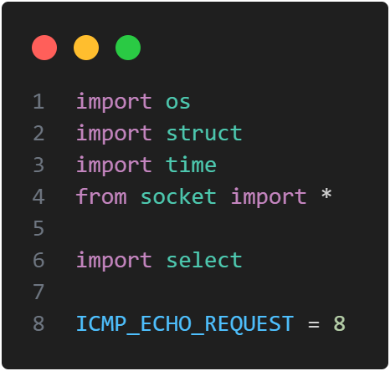 1 import os
2 import struct
3 import time
4 from socket import *
5
6 import select
7
8 ICMP_ECHO_REQUEST = 8